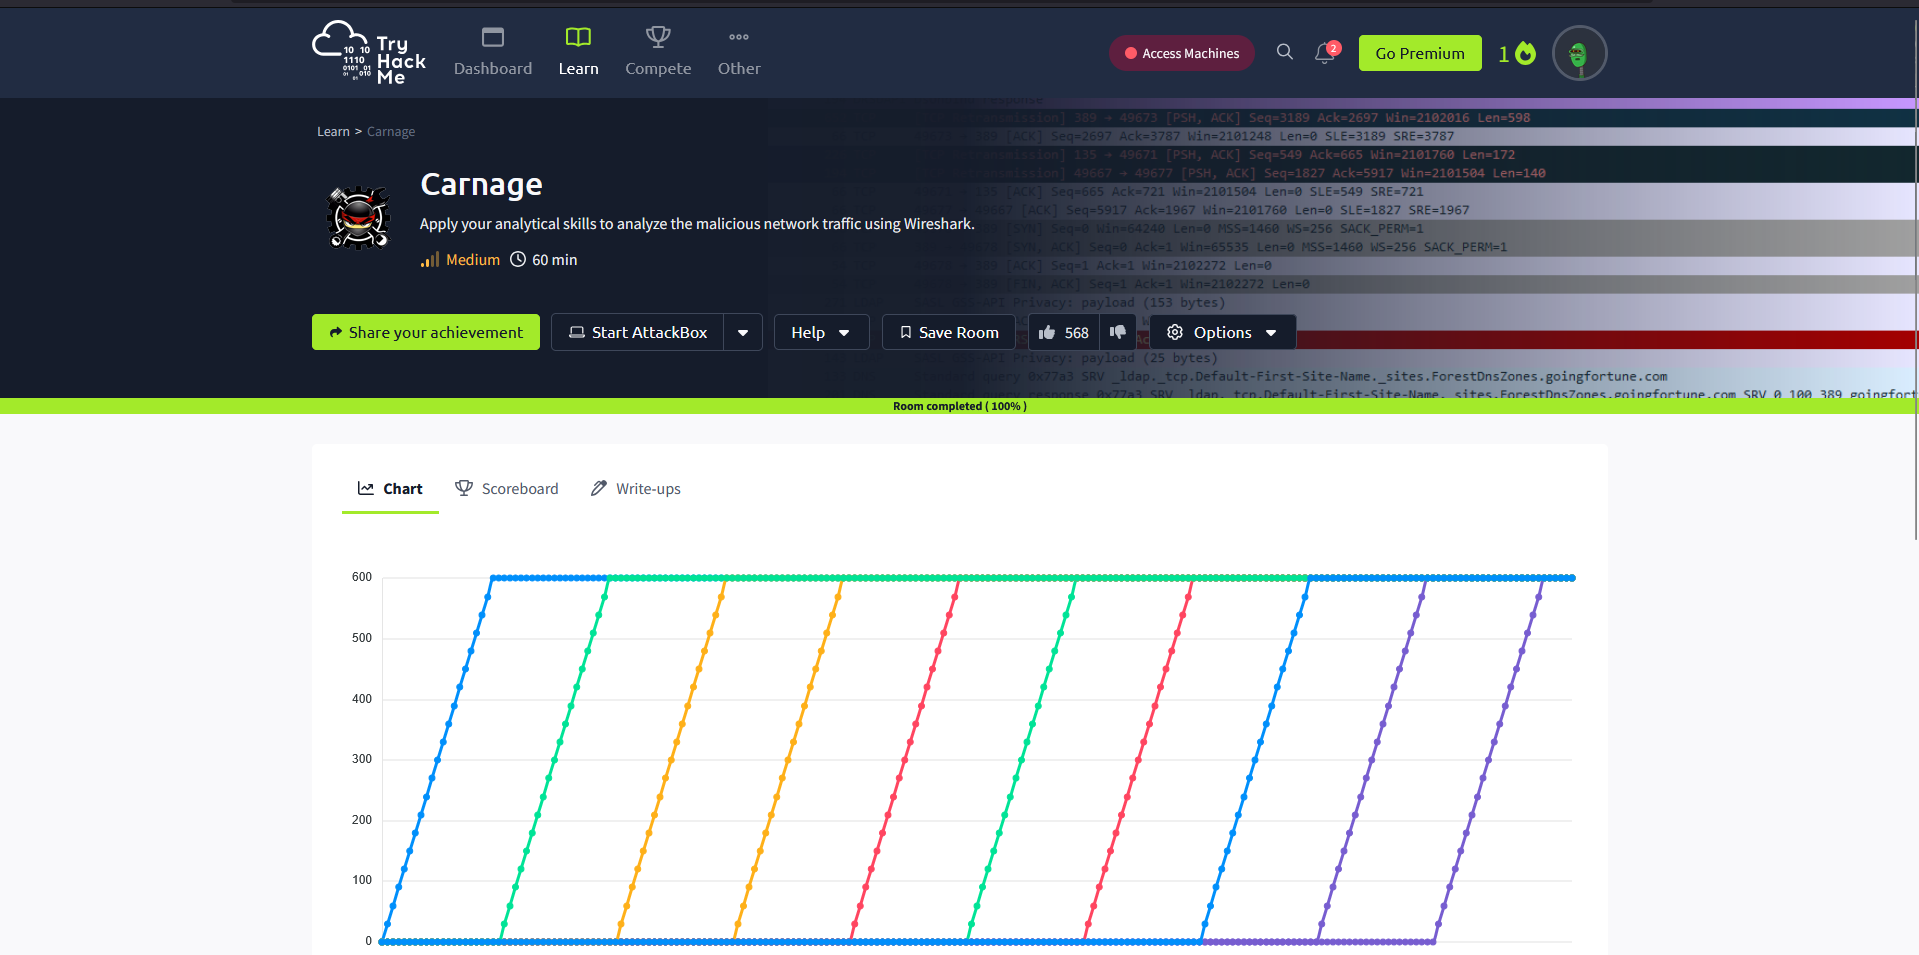 Try
Hack
Me
10 10
1110
0101 01
01 010
Dashboard
Learn
Compete
Other
Access Machines
2
Go Premium
1
Learn > Carnage
Carnage
Apply your analytical skills to analyze the malicious network traffic using Wireshark.
Medium 60 min
] 389 → 49673 [PSH, ACK] Seq=3189 Ack=2697 Win=2102016 Len=598
[ACK] Seq=2697 Ack=3787 Win=2101248 Len=0 SLE=3189 SRE=3787
] 135 → 49671 [PSH, ACK] Seq=549 Ack=665 Win=2101760 Len=172
] 49667 → 49677 [PSH, ACK] Seq=1827 Ack=5917 Win=2101504 Len=140
[ACK] Seq=665 Ack=721 Win=2101504 Len=0 SLE=549 SRE=721
[ACK] Seq=5917 Ack=1967 Win=2101760 Len=0 SLE=1827 SRE=1967
[SYN] Seq=0 Win=64240 Len=0 MSS=1460 WS=256 SACK_PERM=1
[SYN, ACK] Seq=0 Ack=1 Win=65535 Len=0 MSS=1460 WS=256 SACK_PERM=1
[ACK] Seq=1 Ack=1 Win=2102272 Len=0
[FIN, ACK] Seq=1 Ack=1 Win=2102272 Len=0
-API Privacy: payload (153 bytes)
Share your achievement
Start AttackBox
Help
Save Room
568
Options
-API Privacy: payload (25 bytes)
query 0x77a3 SRV _ldap._tcp.Default-First-Site-Name._sites.ForestDnsZones.goingfortune.com
query response 0x77a3 SRV _ldap._tcp.Default-First-Site-Name._sites.ForestDnsZones.goingfortune.com SRV 0 100 389 goingfort
Room completed ( 100% )
Chart
Scoreboard
Write-ups
600
500
400
300
200
100
0